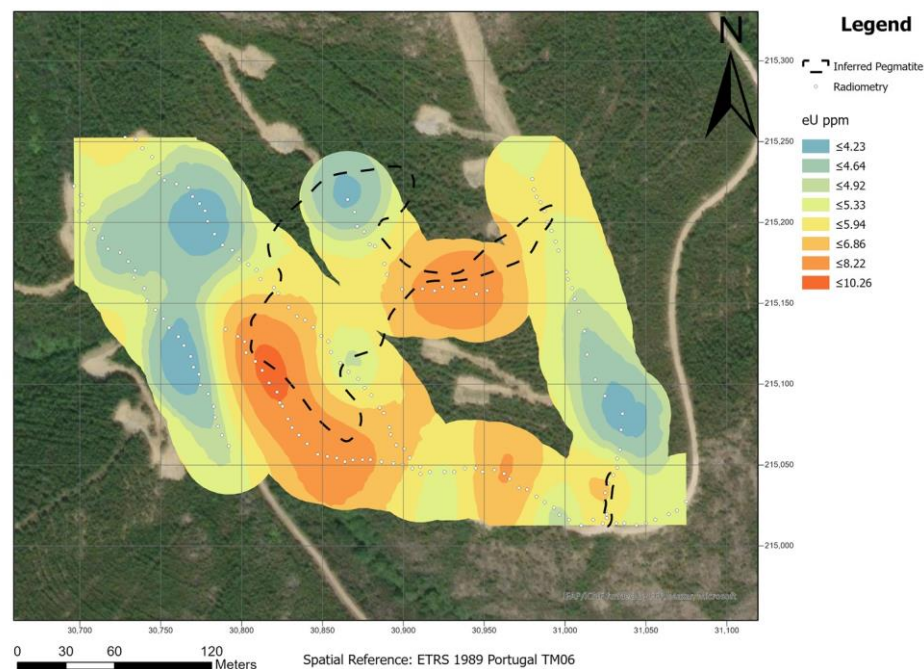 N
Legend
Inferred Pegmatite
Radiometry
eU ppm
≤4.23
≤4.64
≤4.92
≤5.33
≤5.94
≤6.86
≤8.22
≤10.26
215,300
215,250
215,200
215,150
215,100
215,050
215,000
30,700 30,750 30,800 30,850 30,900 30,950 31,000 31,050 31,100
0 30 60 120
Meters
Spatial Reference: ETRS 1989 Portugal TM06